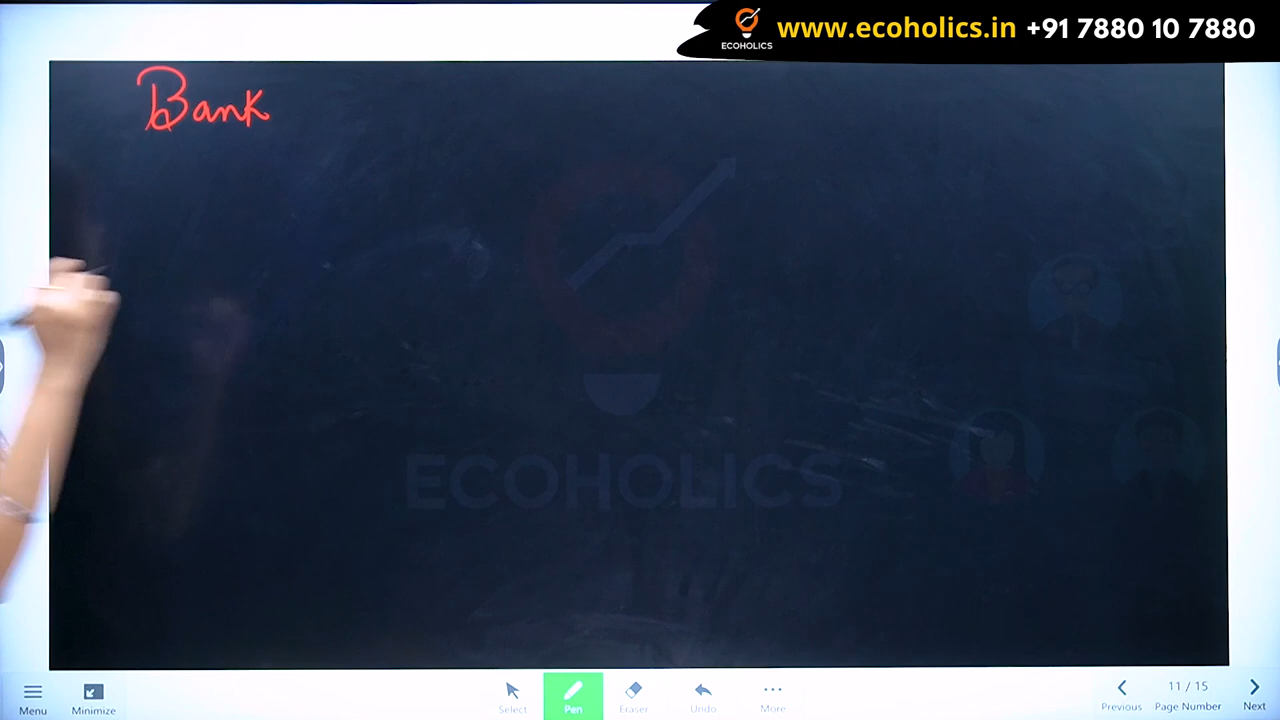 ECOHOLICS
www.ecoholics.in +91 7880 10 7880
Bank
ECOHOLICS
Menu
Minimize
Select
Pen
Eraser
Undo
More
Previous
11 / 15
Page Number
Next